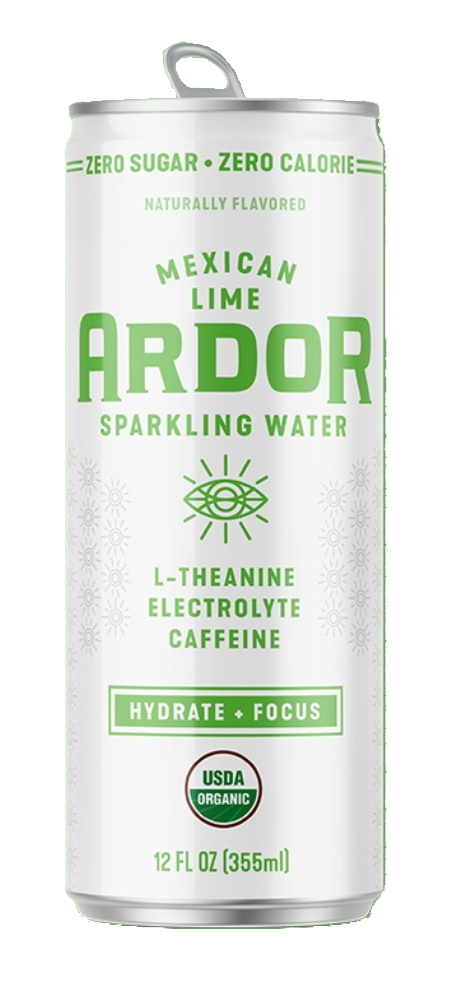 ZERO SUGAR • ZERO CALORIE
NATURALLY FLAVORED
MEXICAN
LIME
ARDOR
SPARKLING WATER
L-THEANINE
ELECTROLYTE
CAFFEINE
HYDRATE + FOCUS
USDA
ORGANIC
12 FL OZ (355ml)